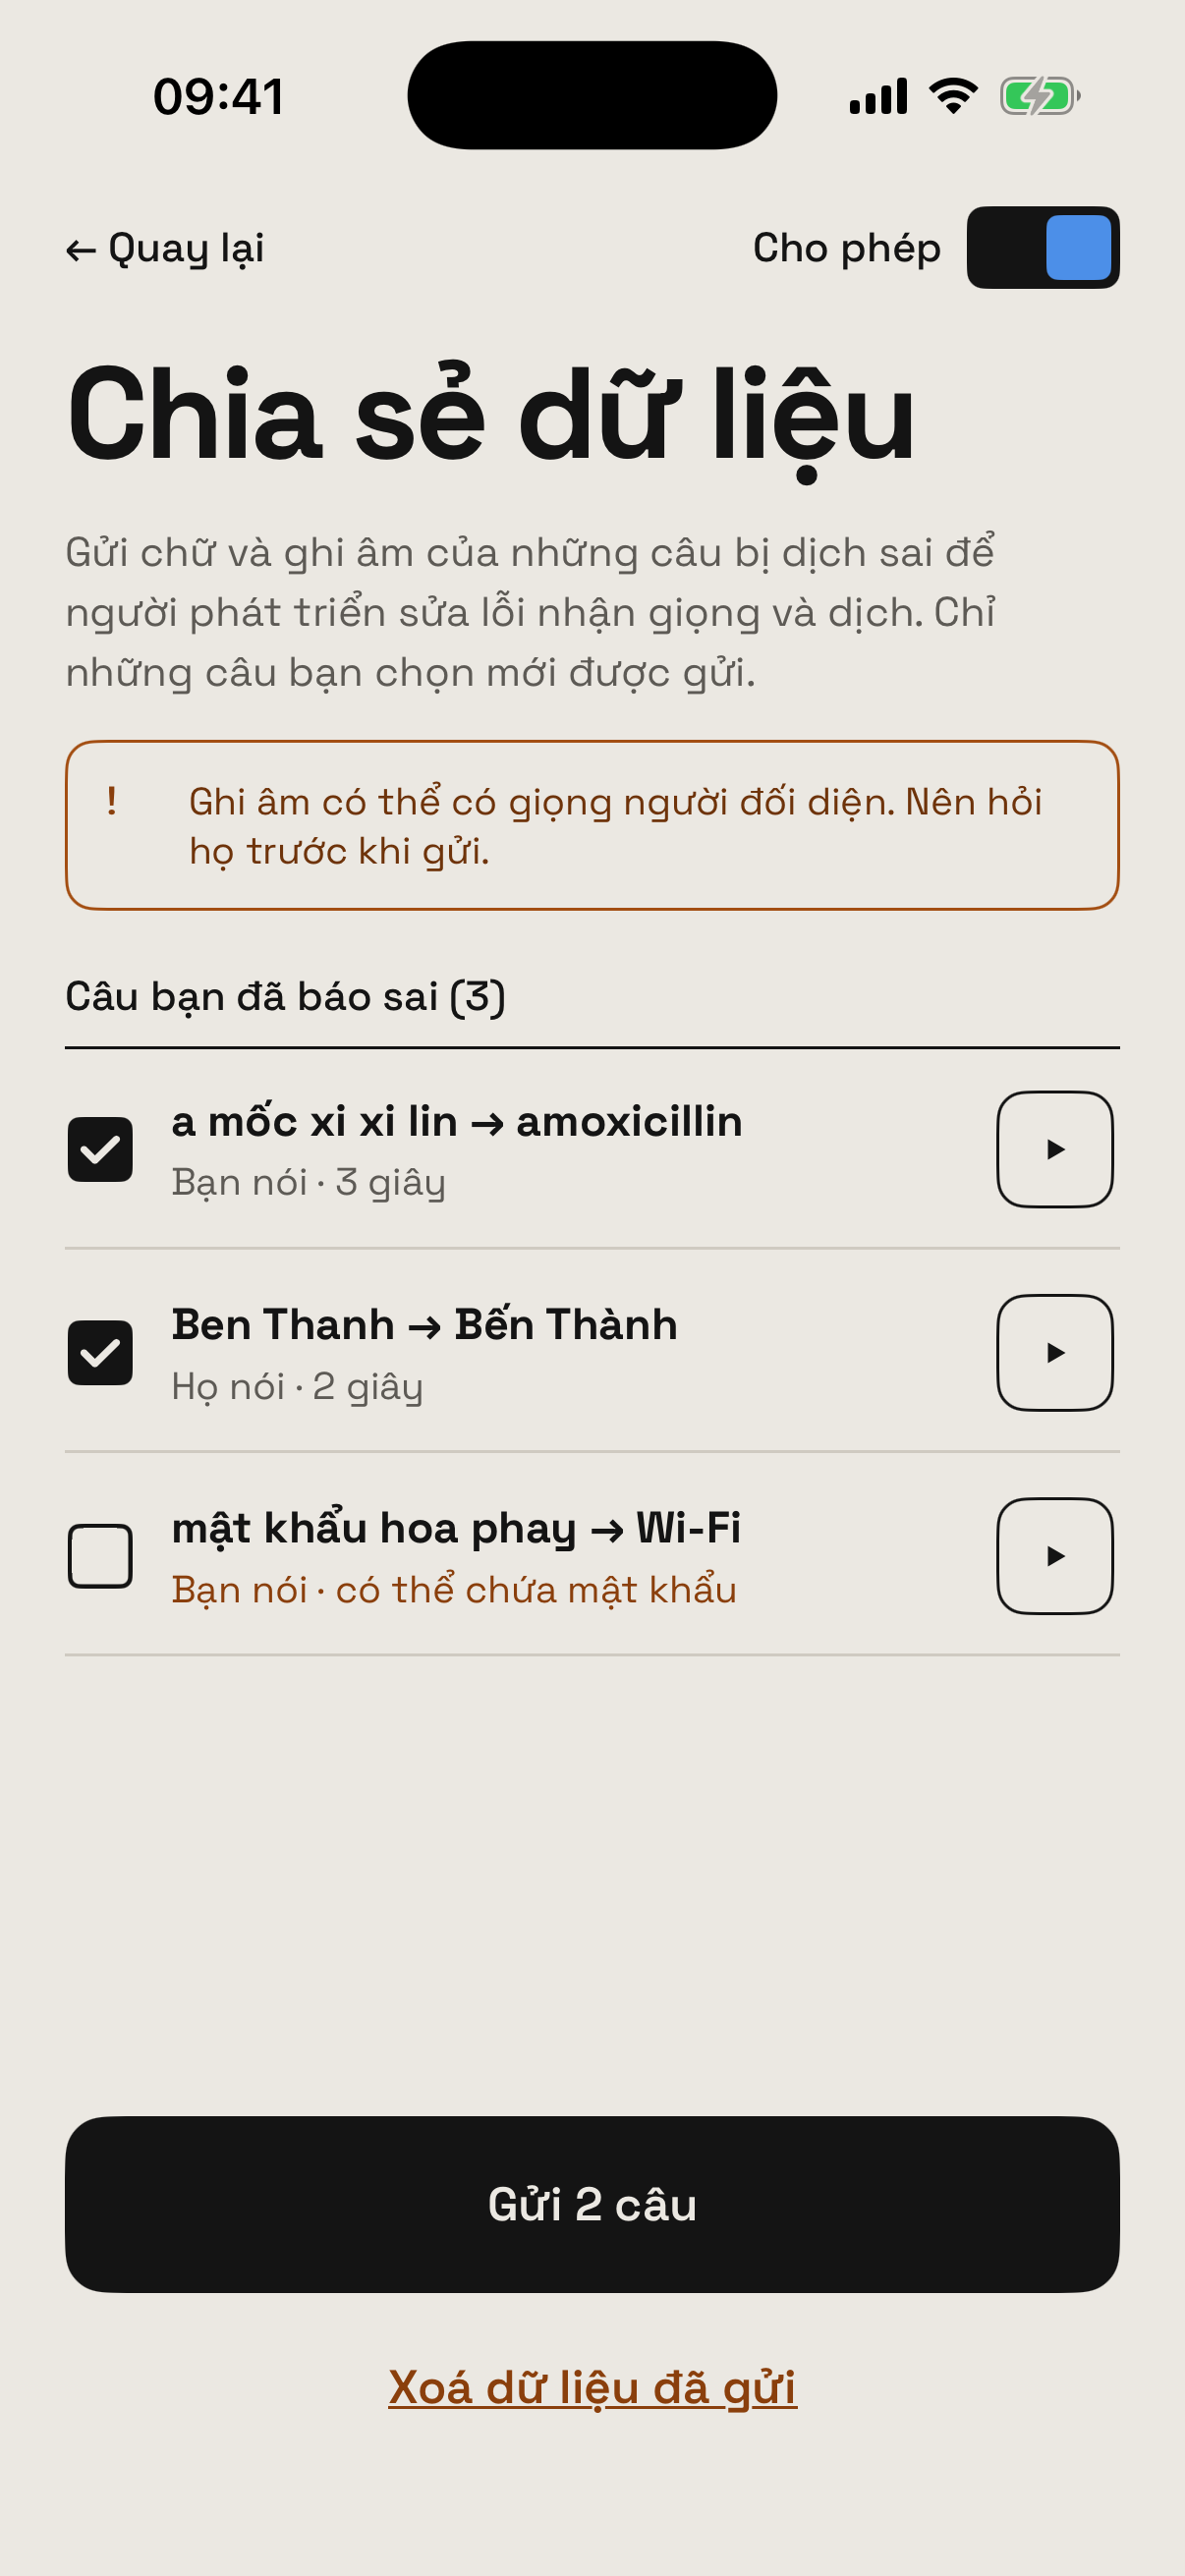 09:41
← Quay lại
Cho phép
Chia sẻ dữ liệu
Gửi chữ và ghi âm của những câu bị dịch sai để
người phát triển sửa lỗi nhận giọng và dịch. Chỉ
những câu bạn chọn mới được gửi.
! Ghi âm có thể có giọng người đối diện. Nên hỏi
họ trước khi gửi.
Câu bạn đã báo sai (3)
a mốc xi xi lin → amoxicillin
Bạn nói · 3 giây
Ben Thanh → Bến Thành
Họ nói · 2 giây
mật khẩu hoa phay → Wi-Fi
Bạn nói · có thể chứa mật khẩu
Gửi 2 câu
Xoá dữ liệu đã gửi